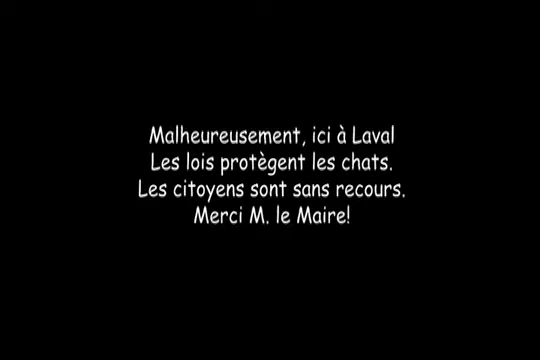 Malheureusement, ici à Laval
Les lois protègent les chats.
Les citoyens sont sans recours.
Merci M. le Maire!